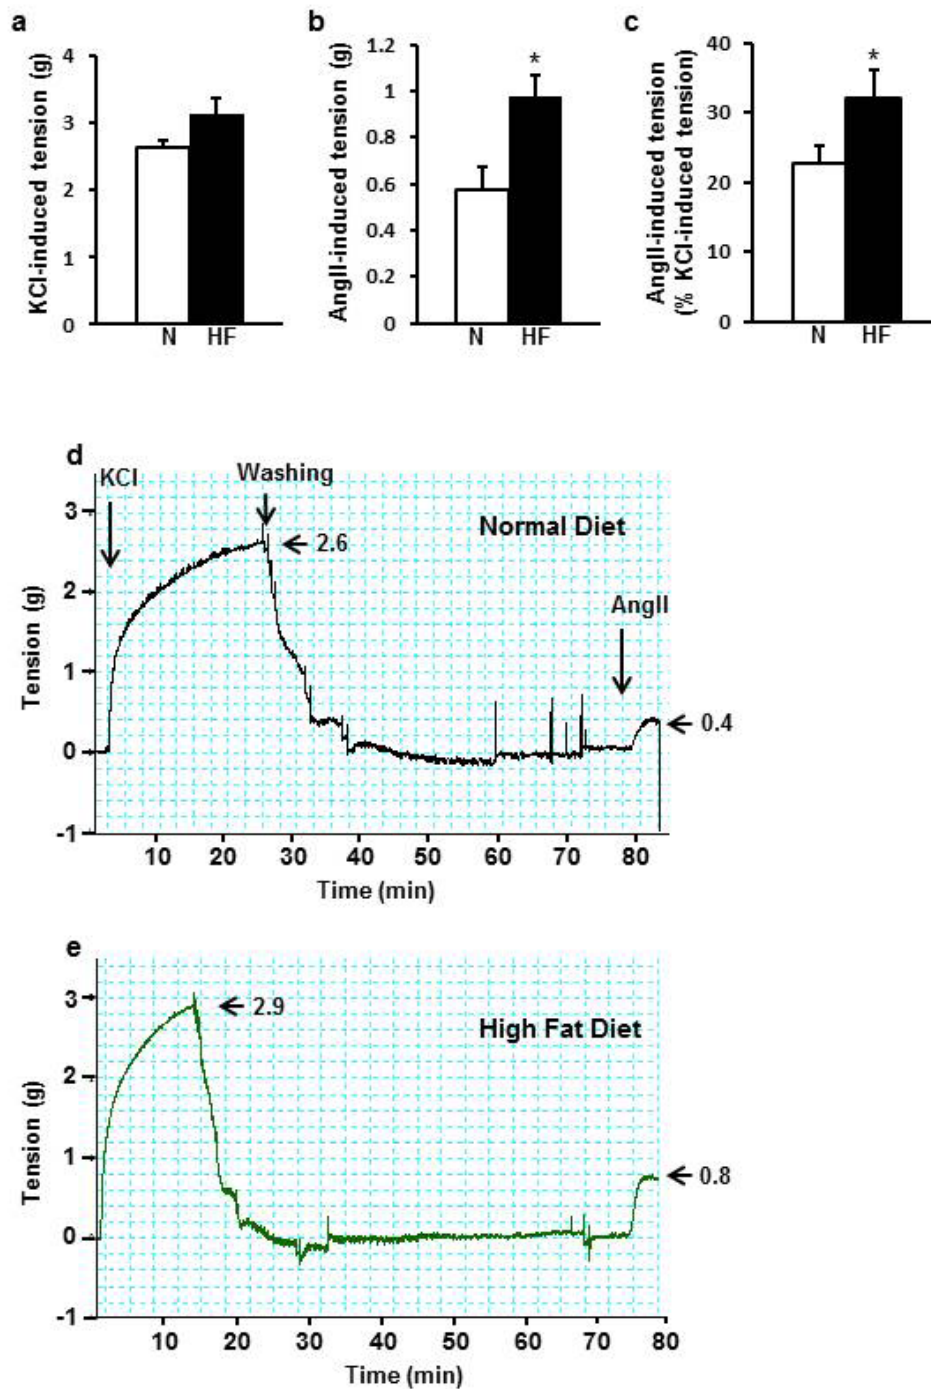 a
KCl-induced tension (g)
4
3
2
1
0
N HF
b
AngII-induced tension (g)
1.2
1
0.8
0.6
0.4
0.2
0
*
N HF
c
AngII-induced tension
(% KCl-induced tension)
40
30
20
10
0
*
N HF
d
KCl
Washing
Normal Diet
2.6
AngII
0.4
Tension (g)
3
2
1
0
-1
10 20 30 40 50 60 70 80
Time (min)
e
High Fat Diet
2.9
0.8
Tension (g)
3
2
1
0
-1
10 20 30 40 50 60 70 80
Time (min)